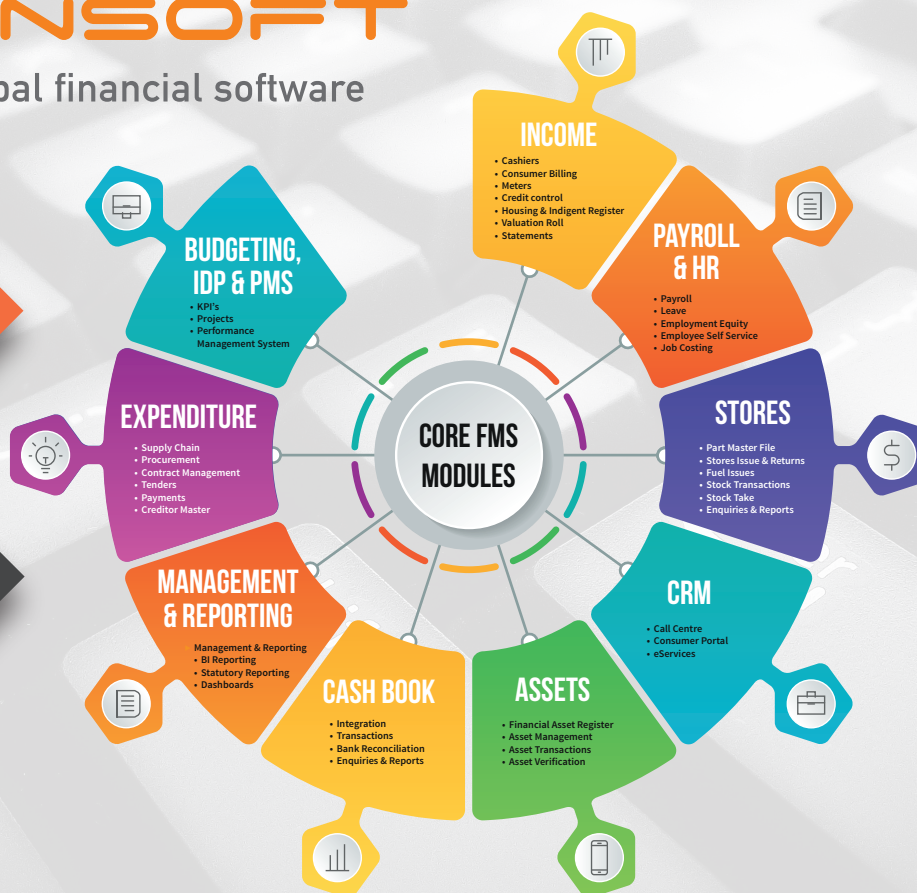 NSOFT
bal financial software
INCOME
• Cashiers
• Consumer Billing
• Meters
• Credit control
• Housing & Indigent Register
• Valuation Roll
• Statements
PAYROLL
& HR
• Payroll
• Leave
• Employment Equity
• Employee Self Service
• Job Costing
STORES
• Part Master File
• Stores Issue & Returns
• Fuel Issues
• Stock Transactions
• Stock Take
• Enquiries & Reports
CRM
• Call Centre
• Consumer Portal
• eServices
ASSETS
• Financial Asset Register
• Asset Management
• Asset Transactions
• Asset Verification
CASH BOOK
• Integration
• Transactions
• Bank Reconciliation
• Enquiries & Reports
MANAGEMENT
& REPORTING
• Management & Reporting
• BI Reporting
• Statutory Reporting
• Dashboards
EXPENDITURE
• Supply Chain
• Procurement
• Contract Management
• Tenders
• Payments
• Creditor Master
BUDGETING,
IDP & PMS
• KPI's
• Projects
• Performance
Management System
CORE FMS
MODULES